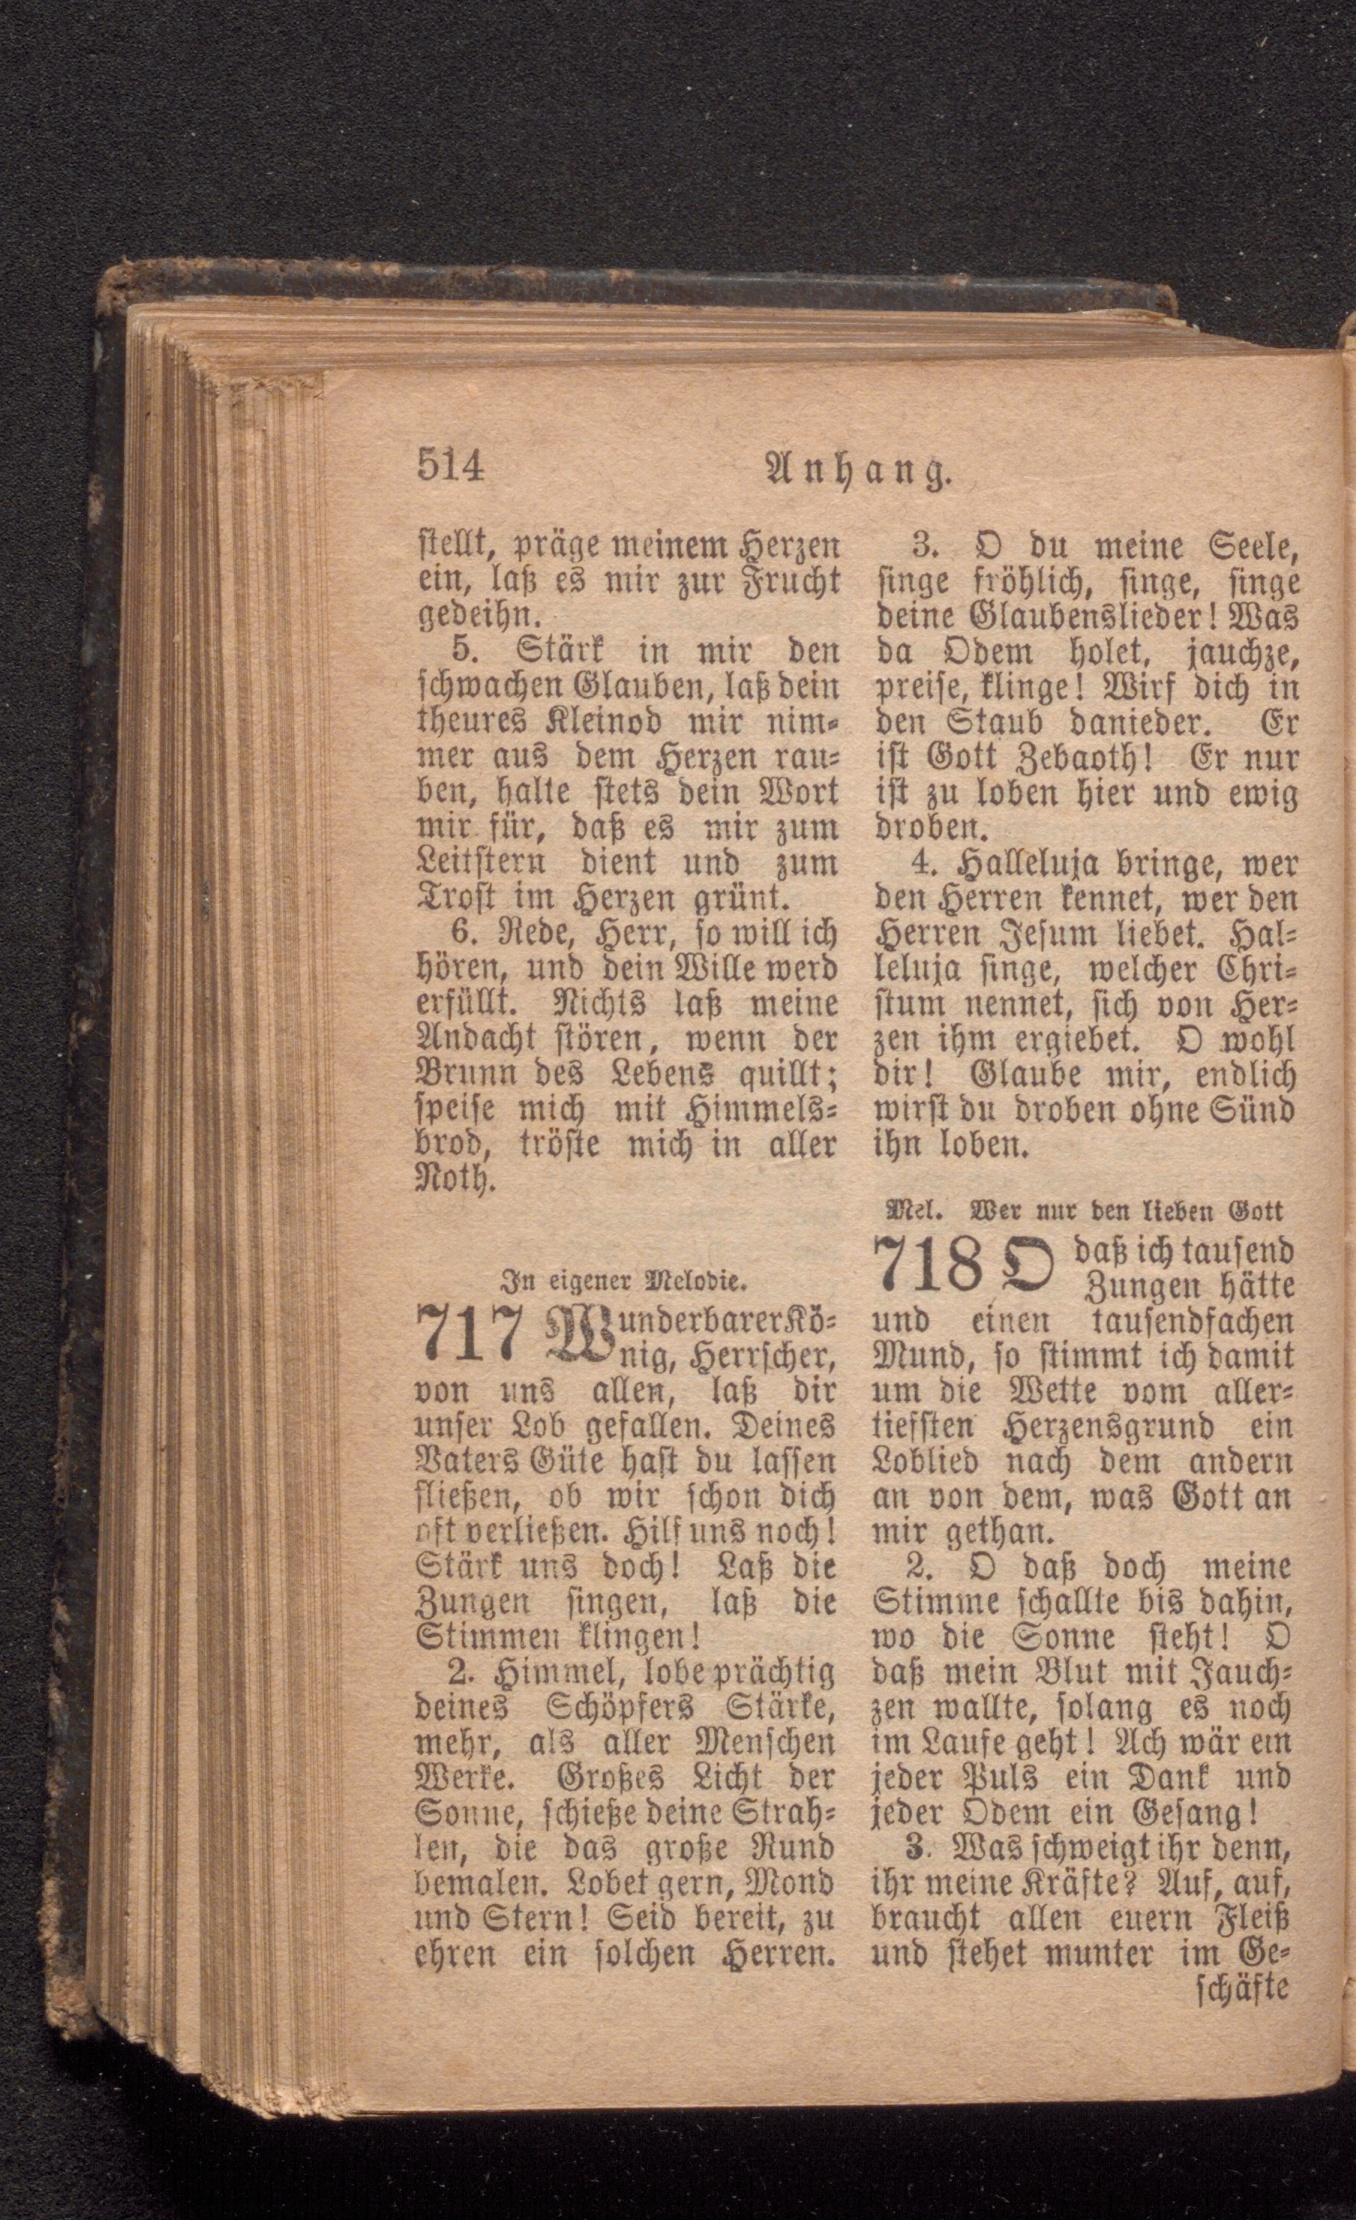 514
Anhang.
stellt, präge meinem Herzen
ein, laß es mir zur Frucht
gedeihn.
5. Stärk in mir den
schwachen Glauben, laß dein
theures Kleinod mir nim-
mer aus dem Herzen rau-
ben, halte stets dein Wort
mir für, daß es mir zum
Leitstern dient und zum
Trost im Herzen grünt.
6. Rede, Herr, so will ich
hören, und dein Wille werd
erfüllt. Nichts laß meine
Andacht stören, wenn der
Brunn des Lebens quillt;
speise mich mit Himmels-
brod, tröste mich in aller
Noth.
In eigener Melodie.
717 Wunderbarer Kö-
nig, Herrscher,
von uns allen, laß dir
unser Lob gefallen. Deines
Vaters Güte hast du lassen
fließen, ob wir schon dich
oft verließen. Hilf uns noch!
Stärk uns doch! Laß die
Zungen singen, laß die
Stimmen klingen!
2. Himmel, lobe prächtig
deines Schöpfers Stärke,
mehr, als aller Menschen
Werke. Großes Licht der
Sonne, schieße deine Strah-
len, die das große Rund
bemalen. Lobet gern, Mond
und Stern! Seid bereit, zu
ehren ein solchen Herren.
3. O du meine Seele,
singe fröhlich, singe, singe
deine Glaubenslieder! Was
da Odem holet, jauchze,
preise, klinge! Wirf dich in
den Staub danieder. Er
ist Gott Zebaoth! Er nur
ist zu loben hier und ewig
droben.
4. Halleluja bringe, wer
den Herren kennet, wer den
Herren Jesum liebet. Hal-
leluja singe, welcher Chri-
stum nennet, sich von Her-
zen ihm ergiebet. O wohl
dir! Glaube mir, endlich
wirst du droben ohne Sünd
ihn loben.
Mel. Wer nur den lieben Gott
718 O daß ich tausend
Zungen hätte
und einen tausendfachen
Mund, so stimmt ich damit
um die Wette vom aller-
tiefsten Herzensgrund ein
Loblied nach dem andern
an von dem, was Gott an
mir gethan.
2. O daß doch meine
Stimme schallte bis dahin,
wo die Sonne steht! O
daß mein Blut mit Jauch-
zen wallte, solang es noch
im Laufe geht! Ach wär ein
jeder Puls ein Dank und
jeder Odem ein Gesang!
3. Was schweigt ihr denn,
ihr meine Kräfte? Auf, auf,
braucht allen euern Fleiß
und stehet munter im Ge-
schäfte